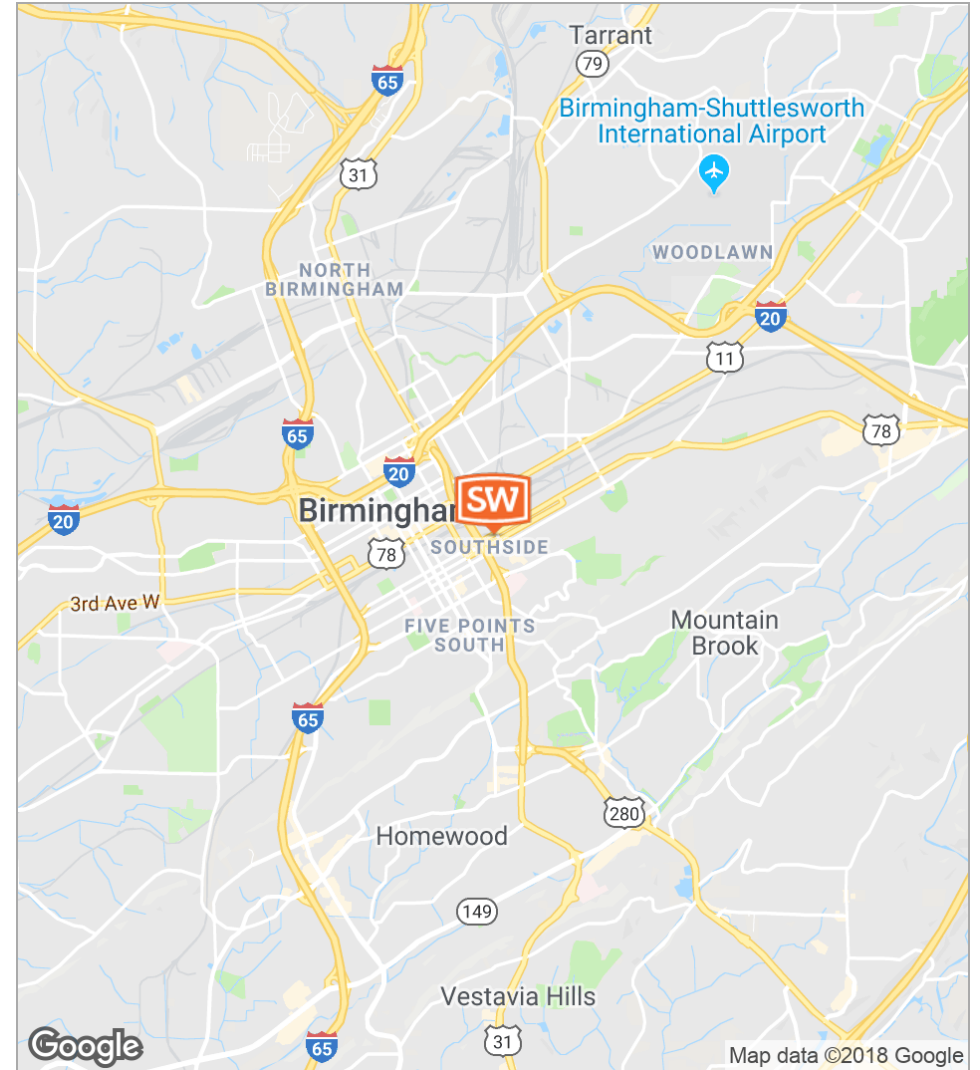 Tarrant
79
65
Birmingham-Shuttlesworth
International Airport
31
WOODLAWN
NORTH
BIRMINGHAM
20
11
65
78
20
SW
Birmingha
20
SOUTHSIDE
78
3rd Ave W
Mountain
Brook
FIVE POINTS
SOUTH
65
280
Homewood
149
Vestavia Hills
31
65
Google
Map data ©2018 Google